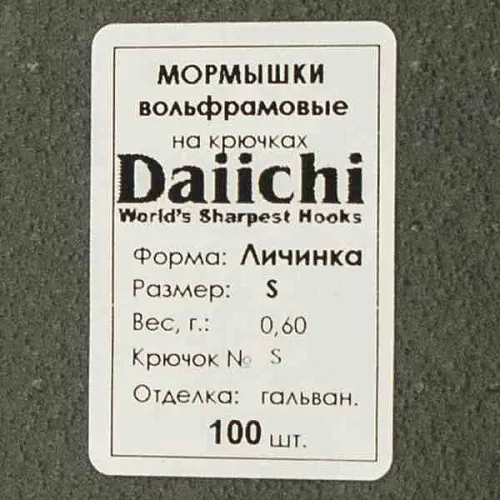 МОРМЫШКИ
ВОЛЬФРАМОВЫЕ
на крючках
Daiichi
World's Sharpest Hooks
Форма: Личинка
Размер: S
Вес, г.: 0,60
Крючок № S
Отделка: гальван.
100 шт.